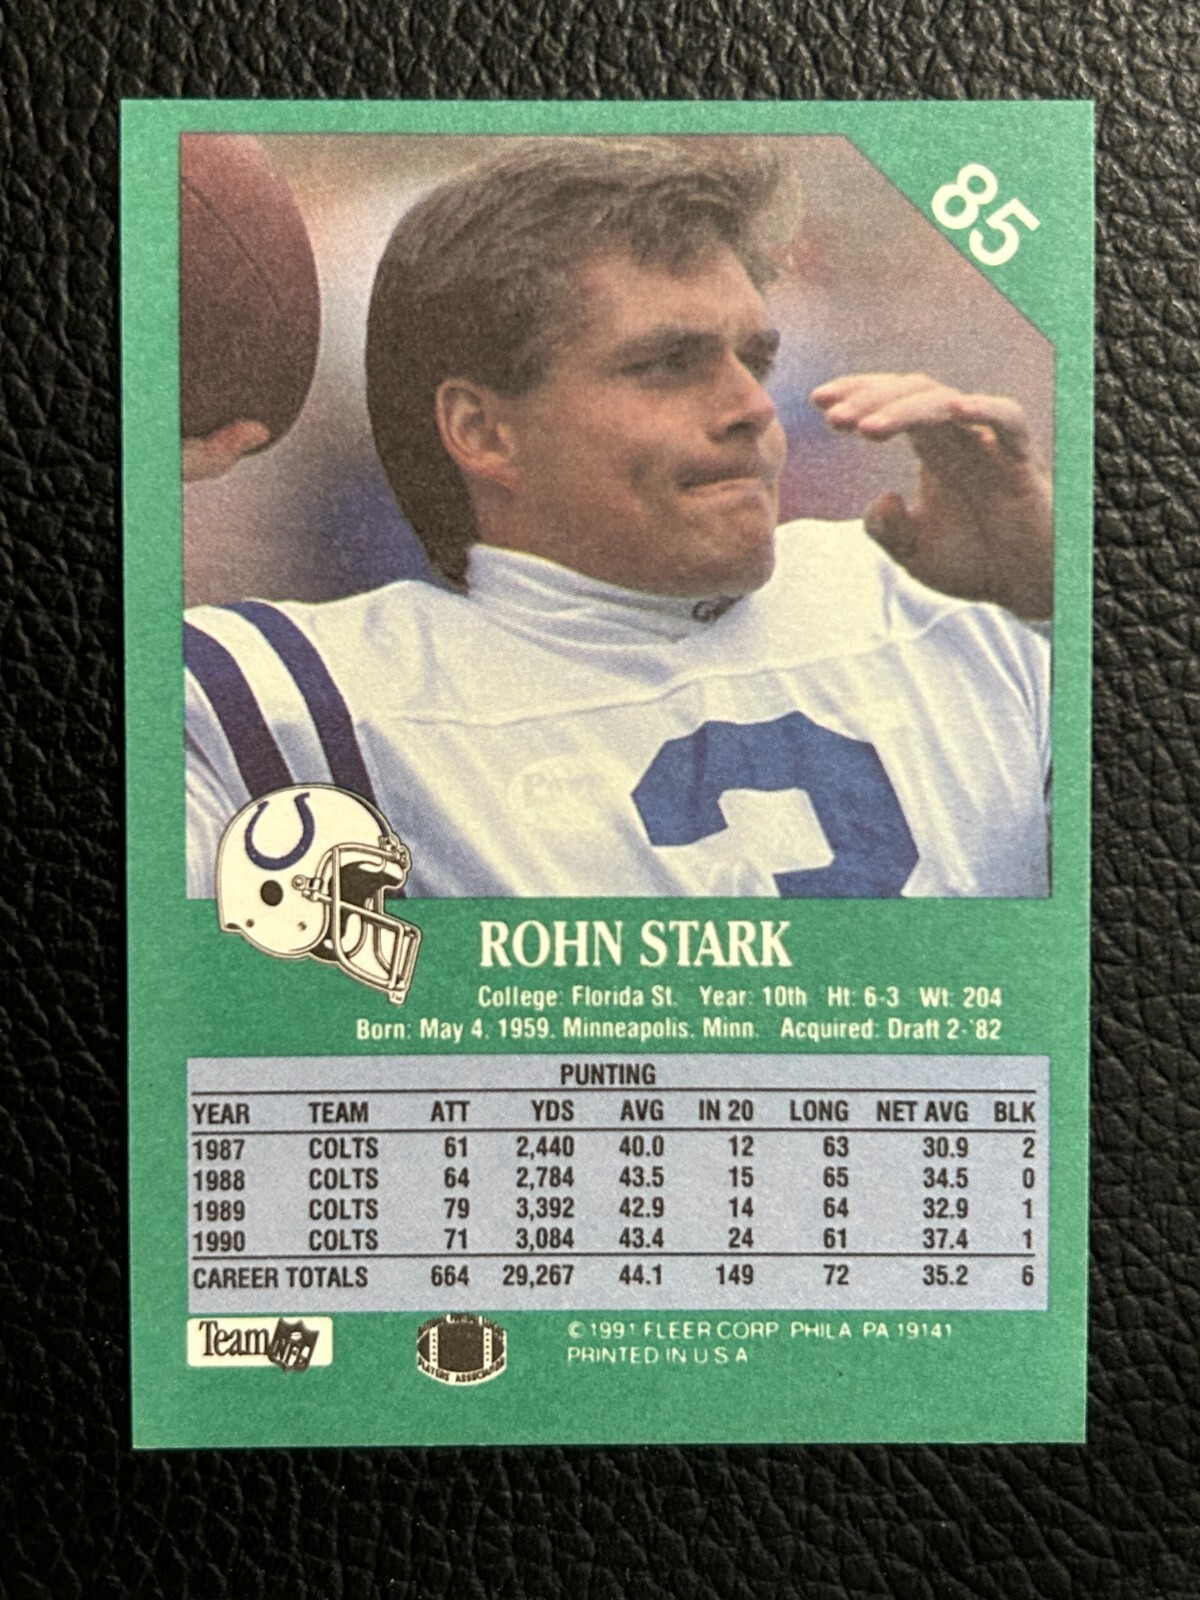 85
3
ROHN STARK
College: Florida St. Year: 10th Ht: 6-3 Wt: 204
Born: May 4, 1959, Minneapolis, Minn. Acquired: Draft 2-'82
PUNTING
YEAR TEAM ATT YDS AVG IN 20 LONG NET AVG BLK
1987 COLTS 61 2,440 40.0 12 63 30.9 2
1988 COLTS 64 2,784 43.5 15 65 34.5 0
1989 COLTS 79 3,392 42.9 14 64 32.9 1
1990 COLTS 71 3,084 43.4 24 61 37.4 1
CAREER TOTALS 664 29,267 44.1 149 72 35.2 6
Team NFL
PLAYERS ASSOCIATION
© 1991 FLEER CORP. PHILA. PA 19141
PRINTED IN U.S.A.